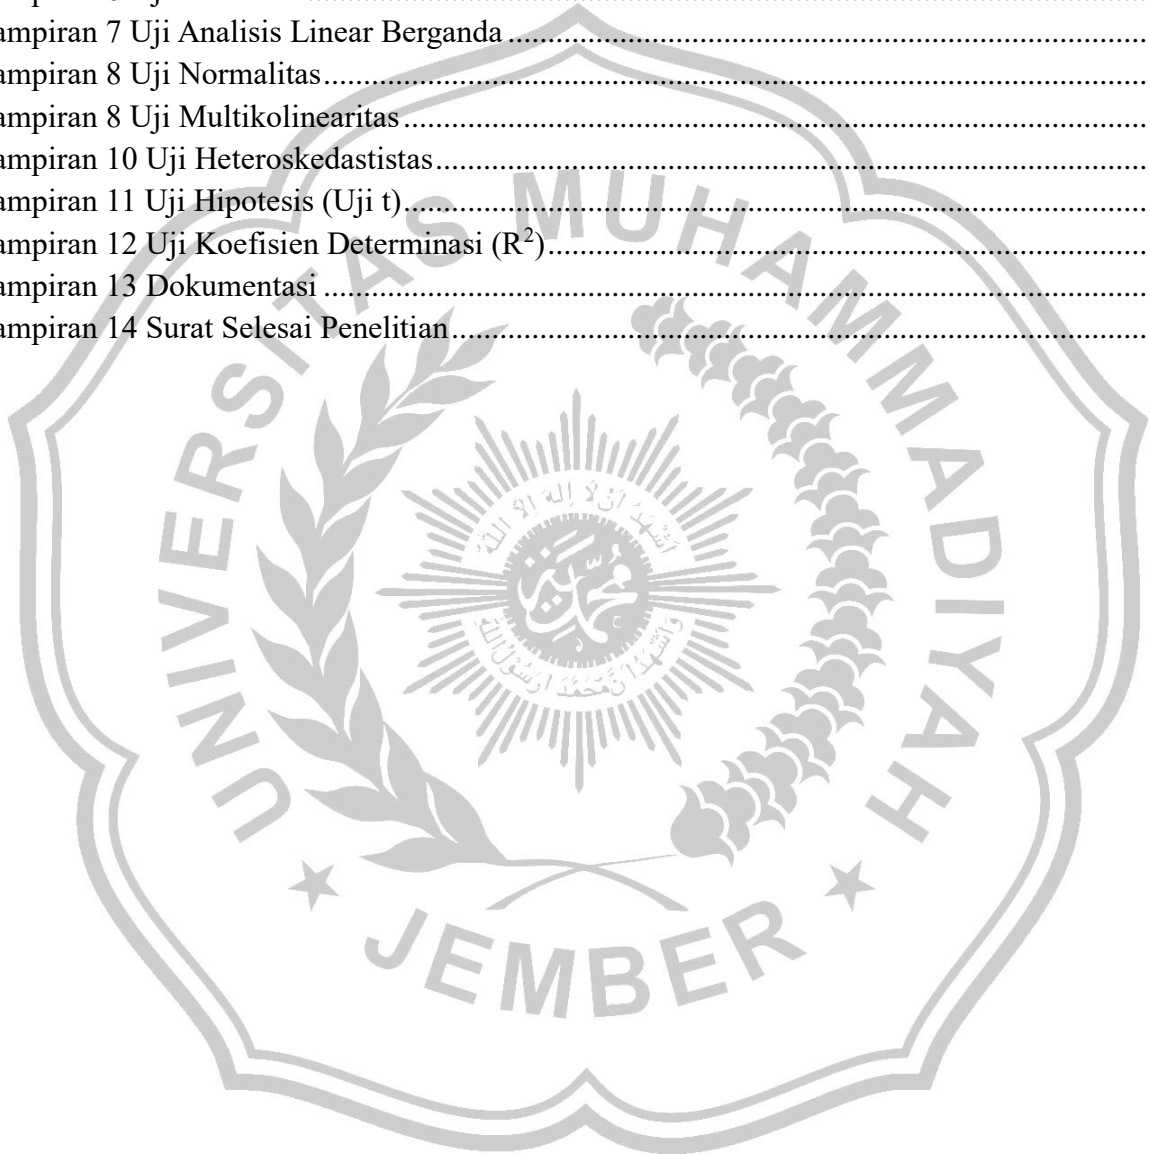 ampiran 7 Uji Analisis Linear Berganda
ampiran 8 Uji Normalitas
ampiran 8 Uji Multikolinearitas
ampiran 10 Uji Heteroskedastistas
ampiran 11 Uji Hipotesis (Uji t)
ampiran 12 Uji Koefisien Determinasi (R²)
ampiran 13 Dokumentasi
ampiran 14 Surat Selesai Penelitian
UNIVERSITAS MUHAMMADIYAH
JEMBER